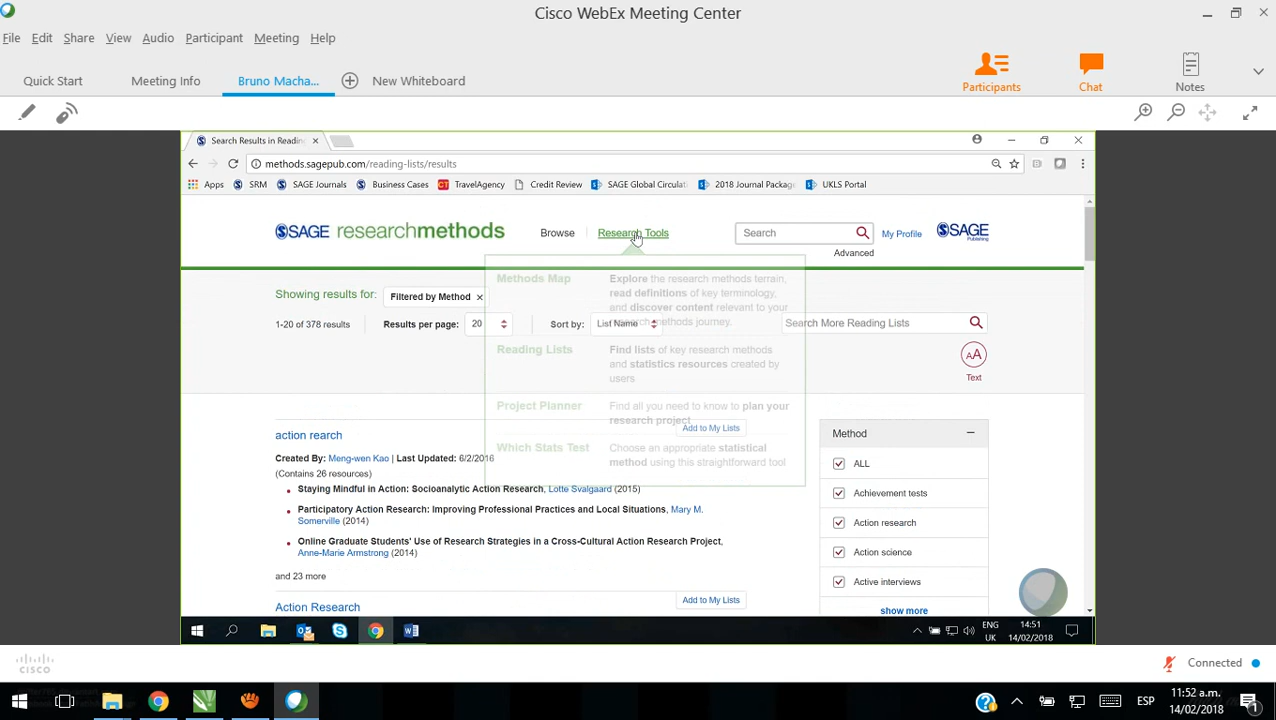 Cisco WebEx Meeting Center
File Edit Share View Audio Participant Meeting Help
Quick Start Meeting Info Bruno Macha... New Whiteboard
Participants Chat Notes
Search Results in Readin
methods.sagepub.com/reading-lists/results
Apps SRM SAGE Journals Business Cases CT TravelAgency Credit Review SAGE Global Circulati 2018 Journal Package UKLS Portal
SAGE researchmethods Browse Research Tools Search My Profile SAGE Publishing
Advanced
Methods Map Explore the research methods terrain,
read definitions of key terminology,
and discover content relevant to your
research methods journey.
Reading Lists Find lists of key research methods
and statistics resources created by
users
Project Planner Find all you need to know to plan your
research project
Which Stats Test Choose an appropriate statistical
method using this straightforward tool
Showing results for: Filtered by Method ×
1-20 of 378 results Results per page: 20 Sort by: List Name Search More Reading Lists
AA
Text
action rearch Add to My Lists
Created By: Meng-wen Kao | Last Updated: 6/2/2016
(Contains 26 resources)
Staying Mindful in Action: Socioanalytic Action Research, Lotte Svalgaard (2015)
Participatory Action Research: Improving Professional Practices and Local Situations, Mary M.
Somerville (2014)
Online Graduate Students' Use of Research Strategies in a Cross-Cultural Action Research Project,
Anne-Marie Armstrong (2014)
and 23 more
Action Research Add to My Lists
Method
ALL
Achievement tests
Action research
Action science
Active interviews
show more
ENG 14:51
UK 14/02/2018
CISCO Connected
ESP 11:52 a.m.
14/02/2018 1